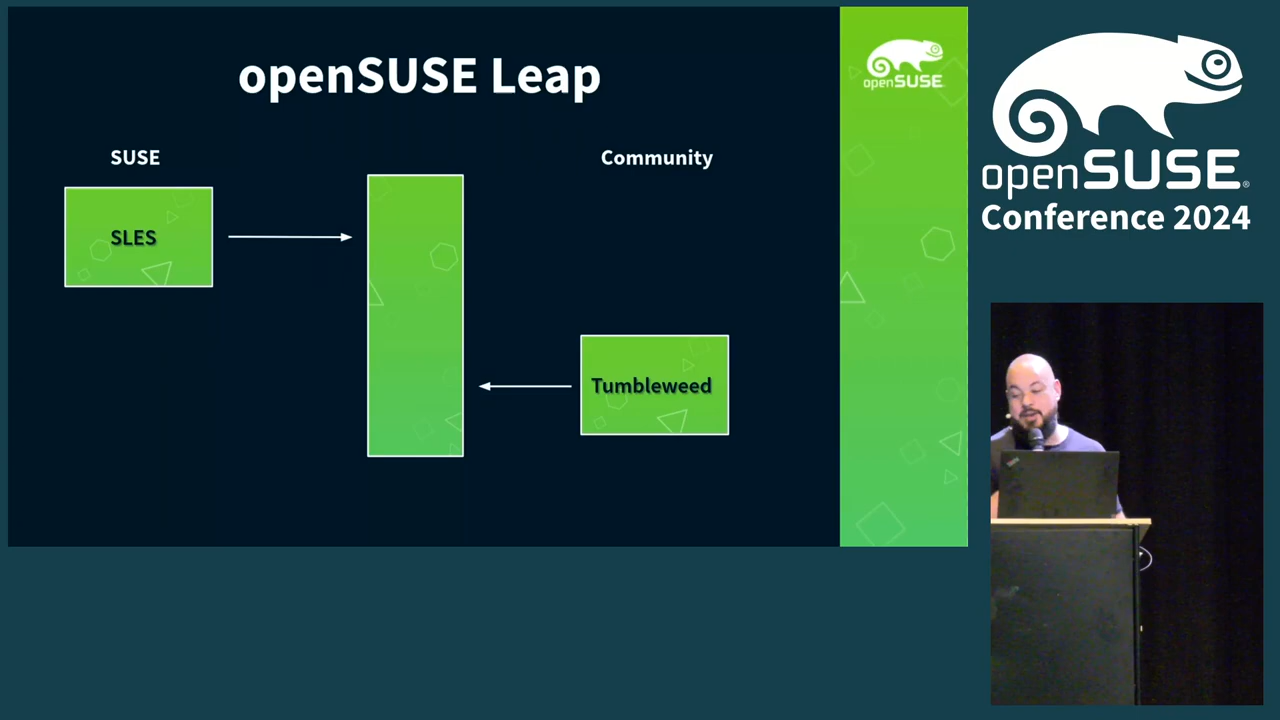 openSUSE Leap
SUSE
Community
SLES
Tumbleweed
openSUSE
openSUSE®
Conference 2024